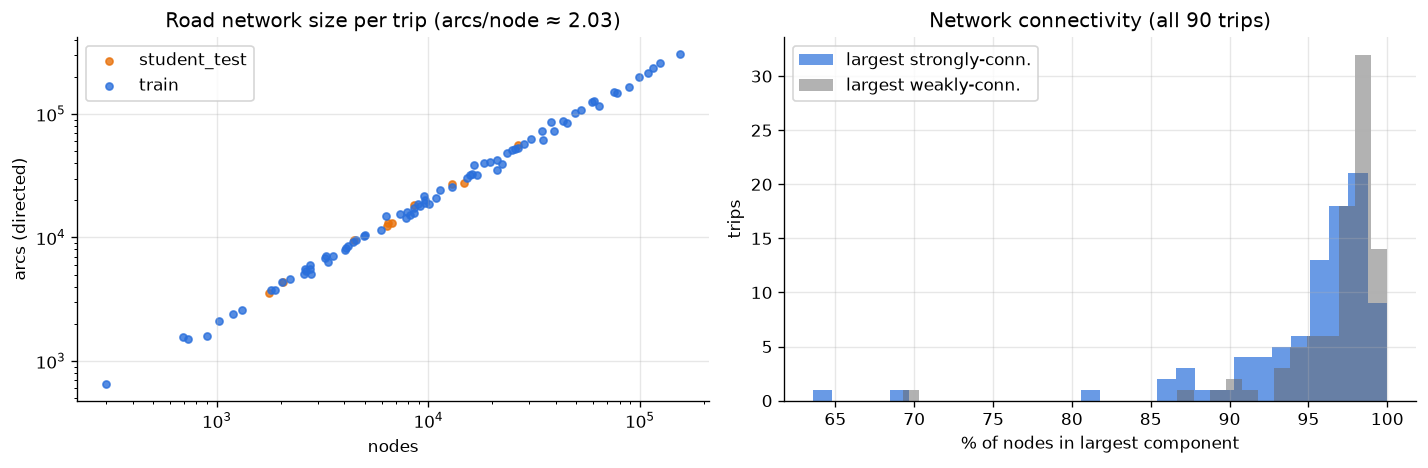 Road network size per trip (arcs/node ≈ 2.03)
student_test
train
10^5
10^4
10^3
arcs (directed)
10^3
10^4
10^5
nodes
Network connectivity (all 90 trips)
largest strongly-conn.
largest weakly-conn.
30
25
20
15
10
5
0
trips
65
70
75
80
85
90
95
100
% of nodes in largest component